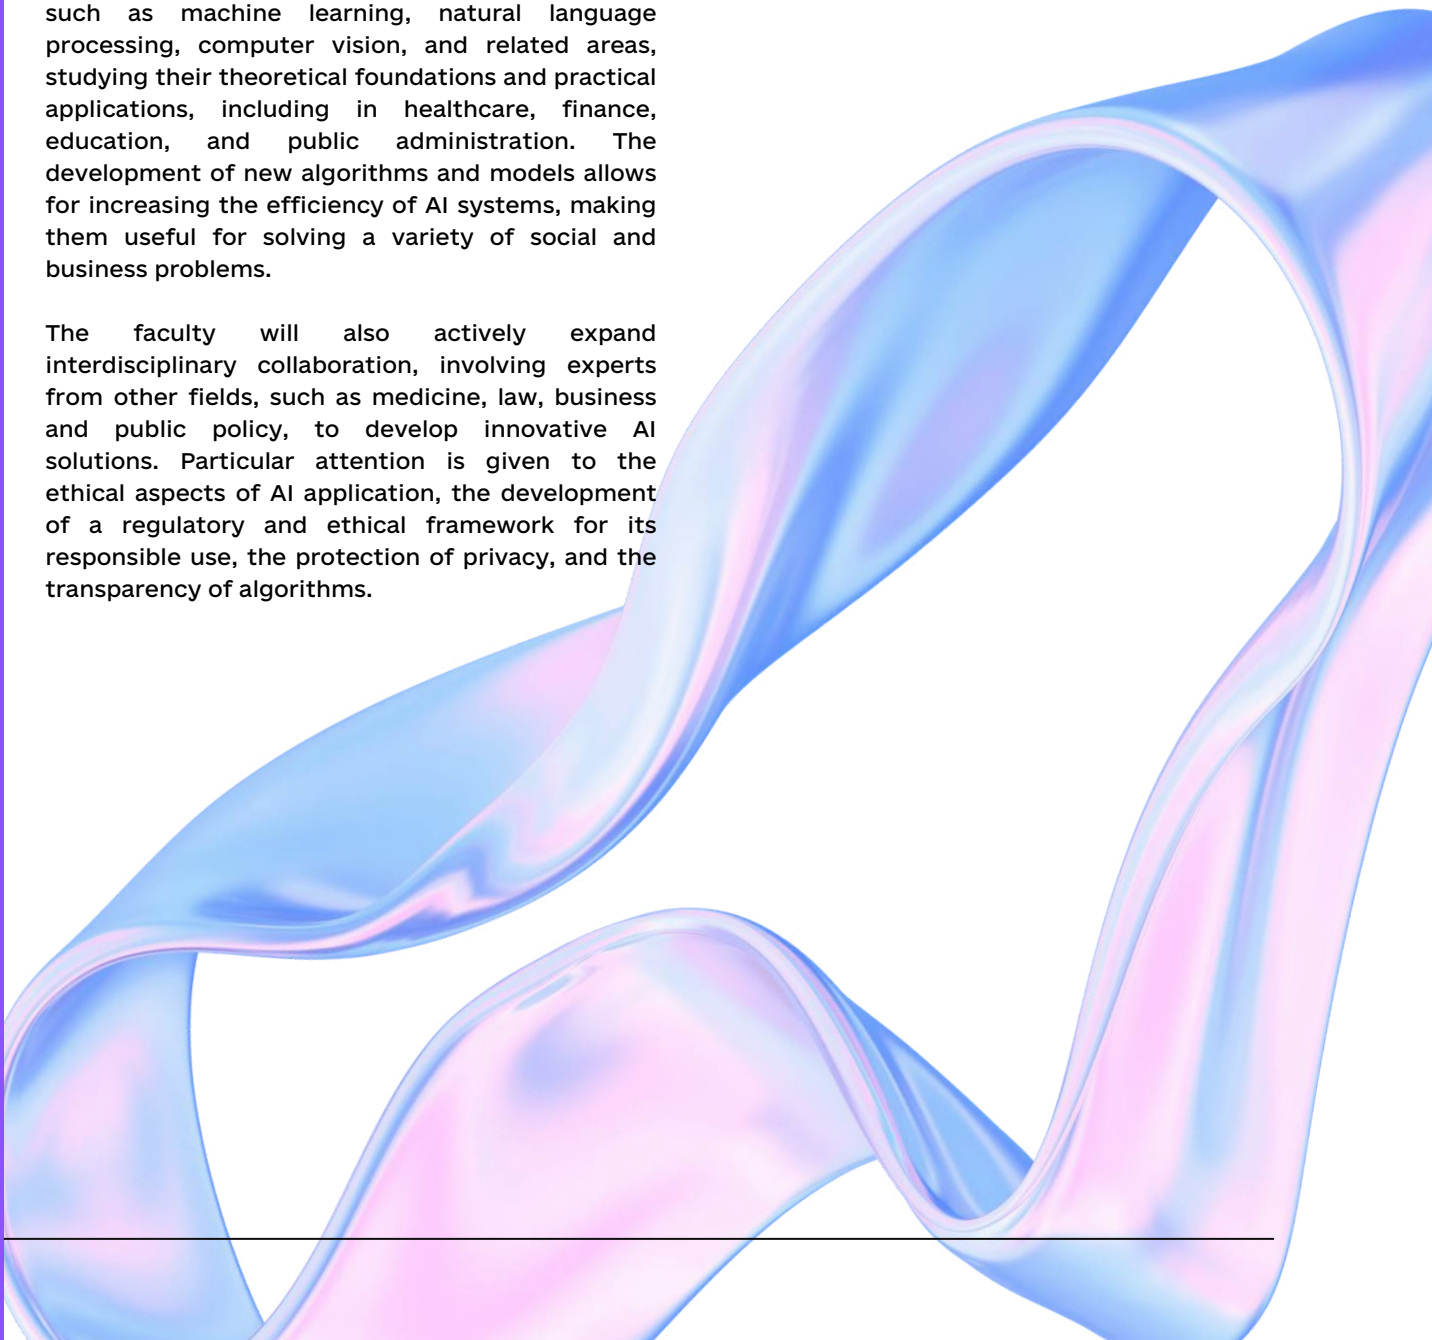 such as machine learning, natural language
processing, computer vision, and related areas,
studying their theoretical foundations and practical
applications, including in healthcare, finance,
education, and public administration. The
development of new algorithms and models allows
for increasing the efficiency of AI systems, making
them useful for solving a variety of social and
business problems.
The faculty will also actively expand
interdisciplinary collaboration, involving experts
from other fields, such as medicine, law, business
and public policy, to develop innovative AI
solutions. Particular attention is given to the
ethical aspects of AI application, the development
of a regulatory and ethical framework for its
responsible use, the protection of privacy, and the
transparency of algorithms.